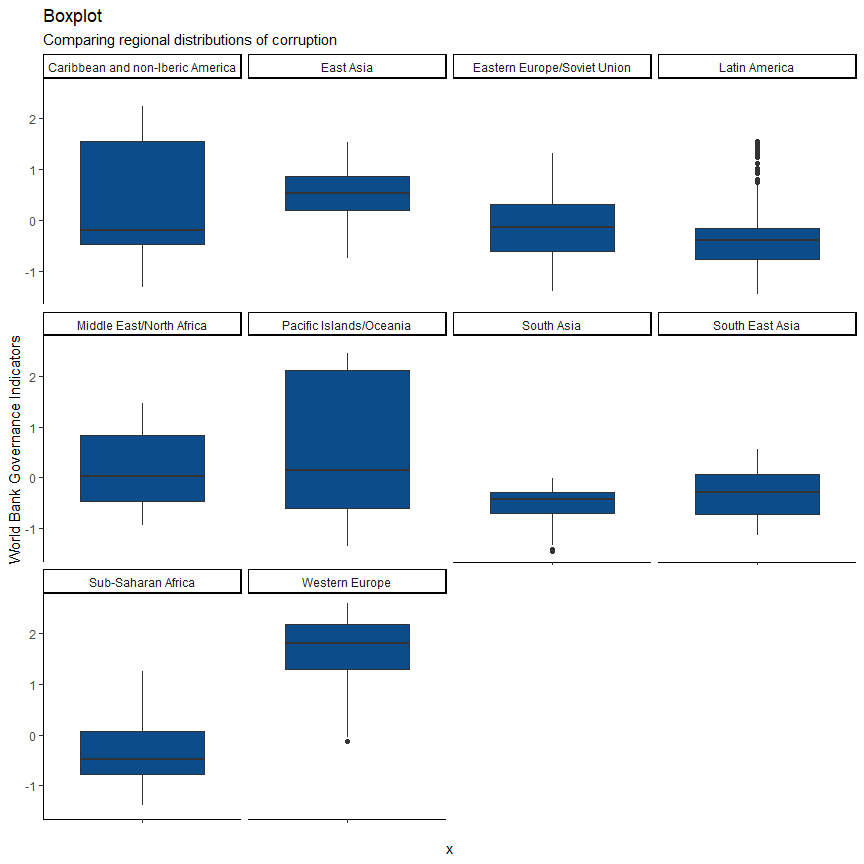 Boxplot
Comparing regional distributions of corruption
Caribbean and non-Iberic America
East Asia
Eastern Europe/Soviet Union
Latin America
2
1
0
-1
Middle East/North Africa
Pacific Islands/Oceania
South Asia
South East Asia
World Bank Governance Indicators
2
1
0
-1
Sub-Saharan Africa
Western Europe
2
1
0
-1
x